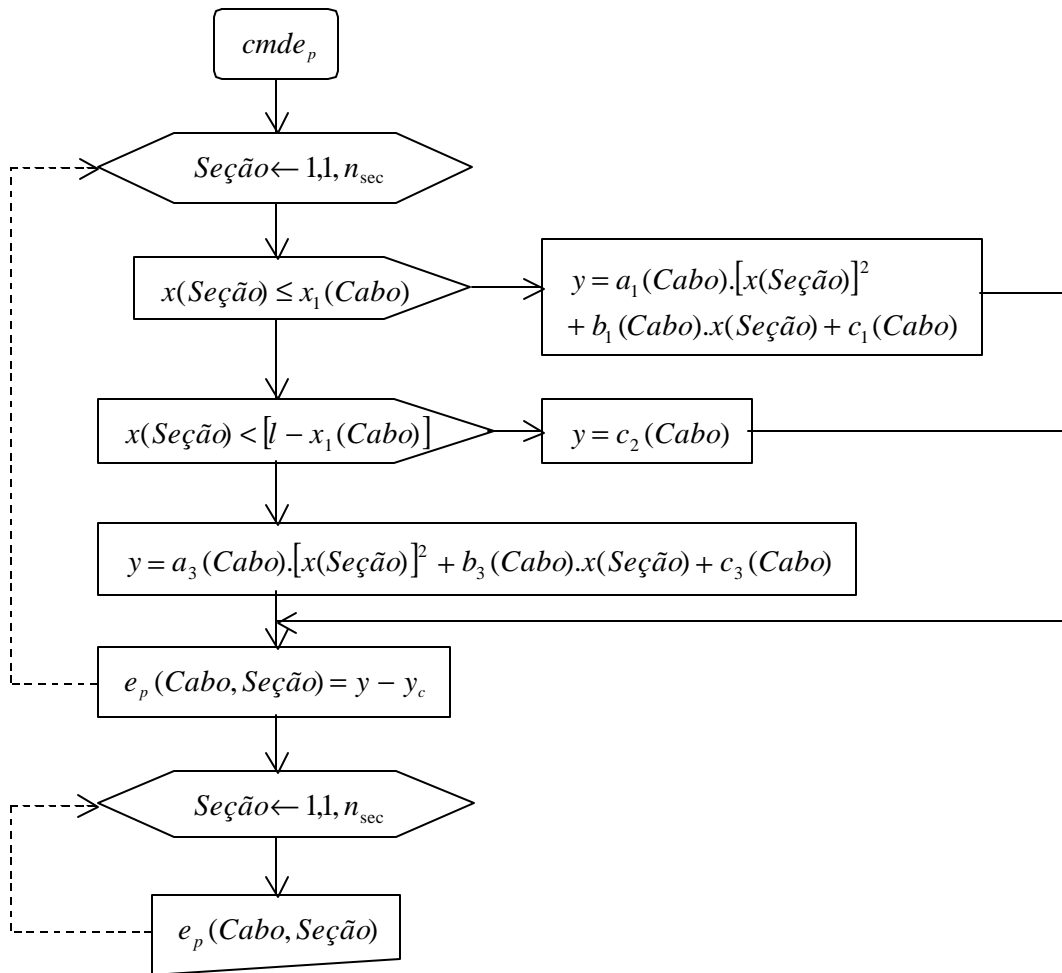 cmde_p
Seção ← 1,1, n_sec
x(Seção) ≤ x_1(Cabo)
y = a_1(Cabo).[x(Seção)]^2
+ b_1(Cabo).x(Seção) + c_1(Cabo)
x(Seção) < [l − x_1(Cabo)]
y = c_2(Cabo)
y = a_3(Cabo).[x(Seção)]^2 + b_3(Cabo).x(Seção) + c_3(Cabo)
e_p(Cabo, Seção) = y − y_c
Seção ← 1,1, n_sec
e_p(Cabo, Seção)